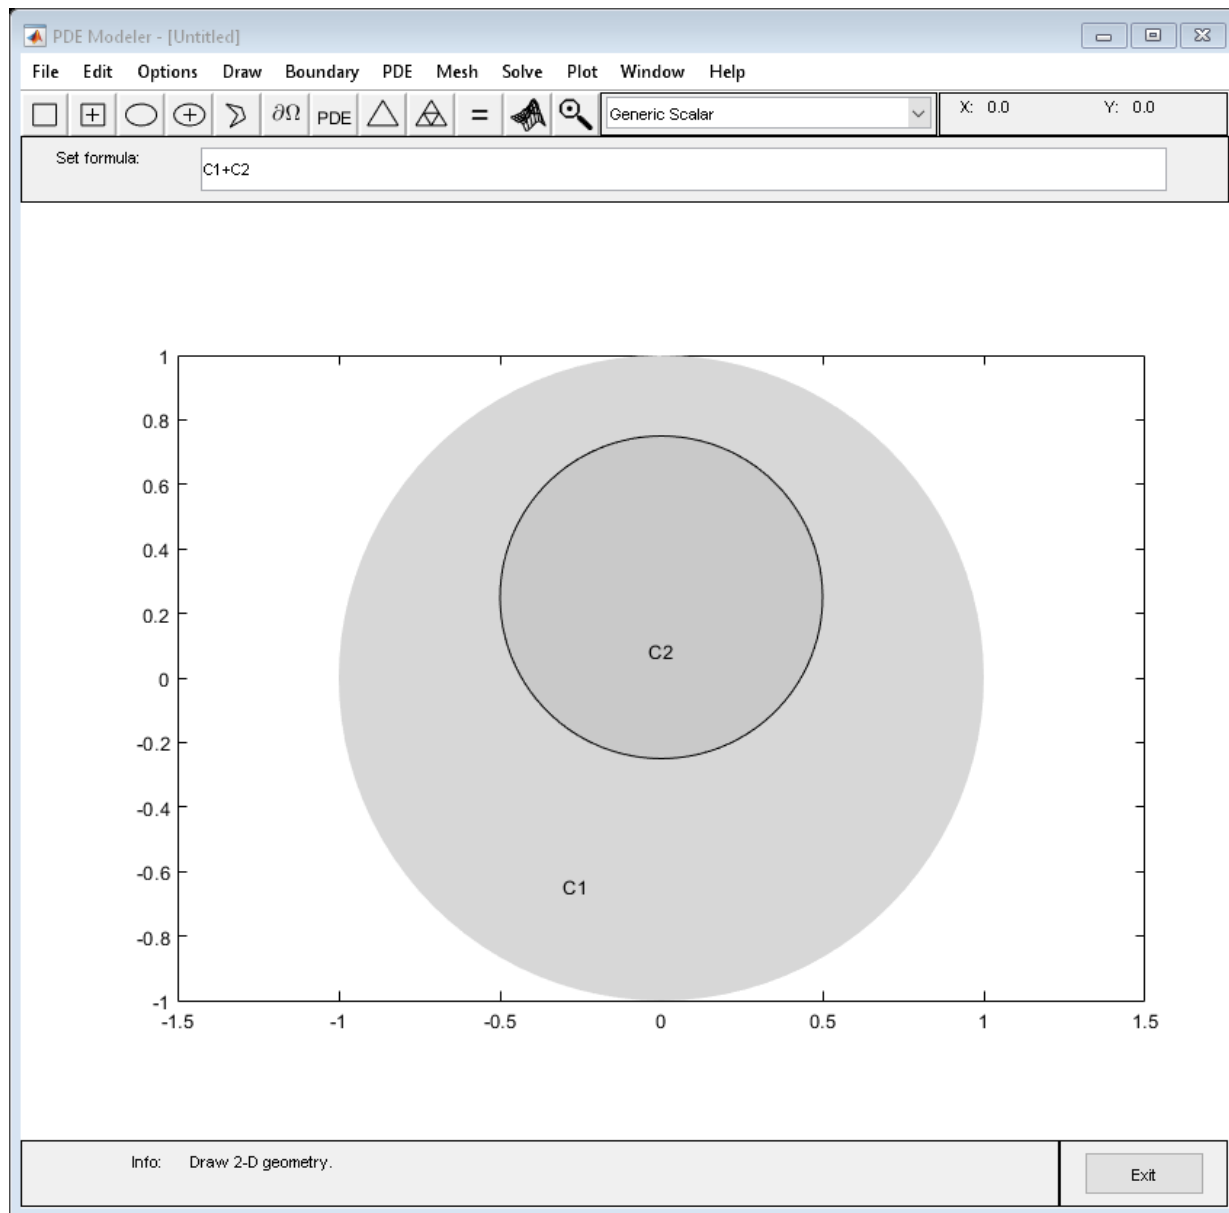 PDE Modeler - [Untitled]
File Edit Options Draw Boundary PDE Mesh Solve Plot Window Help
∂Ω PDE = Generic Scalar X: 0.0 Y: 0.0
Set formula: C1+C2
1
0.8
0.6
0.4
0.2
0
-0.2
-0.4
-0.6
-0.8
-1
C2
C1
-1.5 -1 -0.5 0 0.5 1 1.5
Info: Draw 2-D geometry. Exit